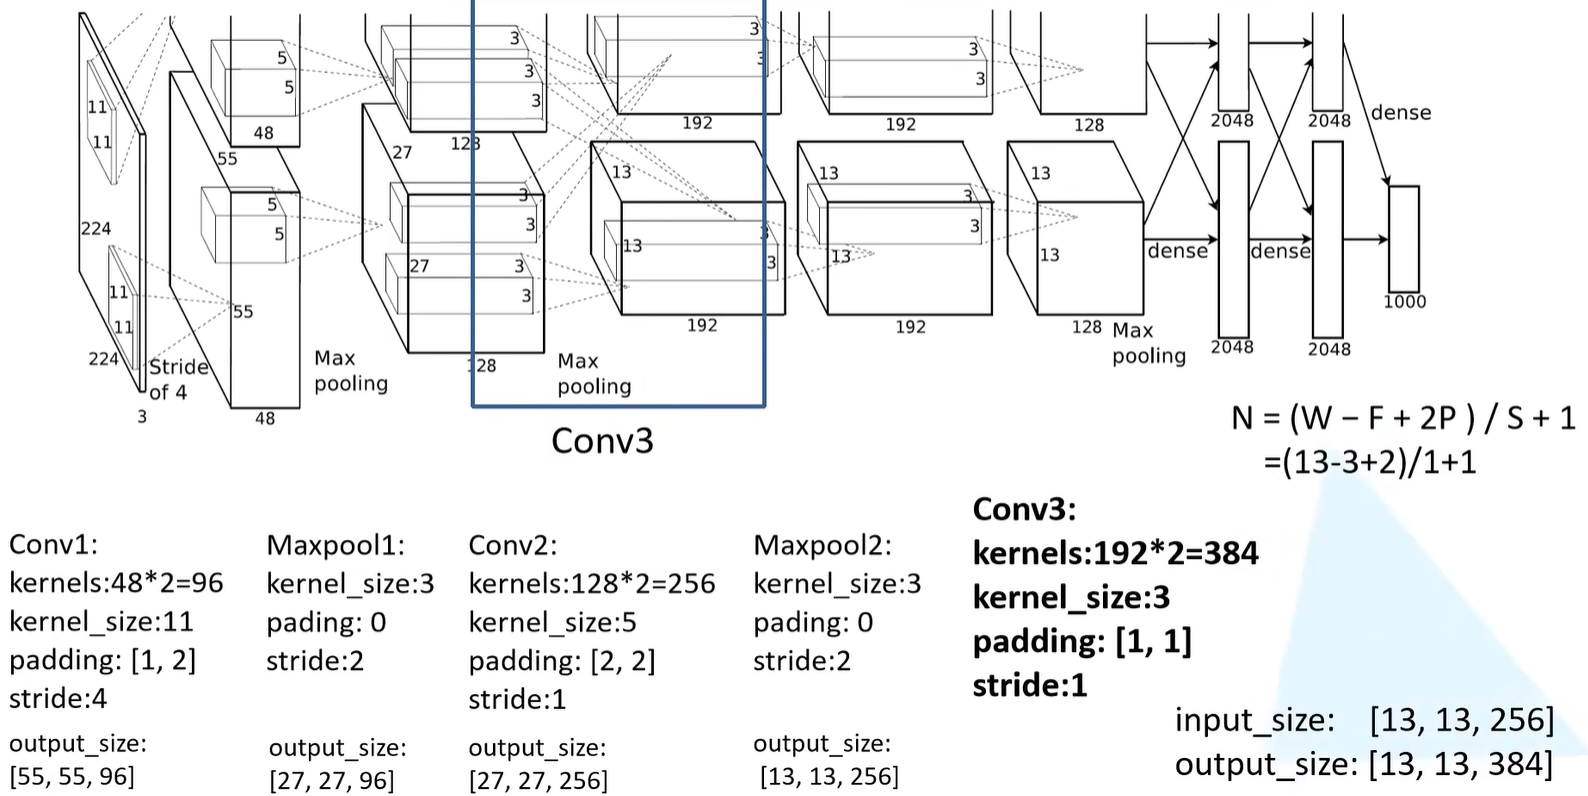 3
3
5
5
48
11
11
3
3
3
128
192
3
3
192
128
2048
2048
dense
55
27
13
13
13
5
5
3
3
3
3
3
224
13
13
13
dense
dense
27
3
3
11
11
55
192
192
128
Max
pooling
2048
2048
1000
224
Stride
of 4
Max
pooling
128
Max
pooling
3
48
Conv3
N = (W – F + 2P ) / S + 1
=(13-3+2)/1+1
Conv1:
kernels:48*2=96
kernel_size:11
padding: [1, 2]
stride:4
output_size:
[55, 55, 96]
Maxpool1:
kernel_size:3
pading: 0
stride:2
output_size:
[27, 27, 96]
Conv2:
kernels:128*2=256
kernel_size:5
padding: [2, 2]
stride:1
output_size:
[27, 27, 256]
Maxpool2:
kernel_size:3
pading: 0
stride:2
output_size:
[13, 13, 256]
Conv3:
kernels:192*2=384
kernel_size:3
padding: [1, 1]
stride:1
input_size: [13, 13, 256]
output_size: [13, 13, 384]